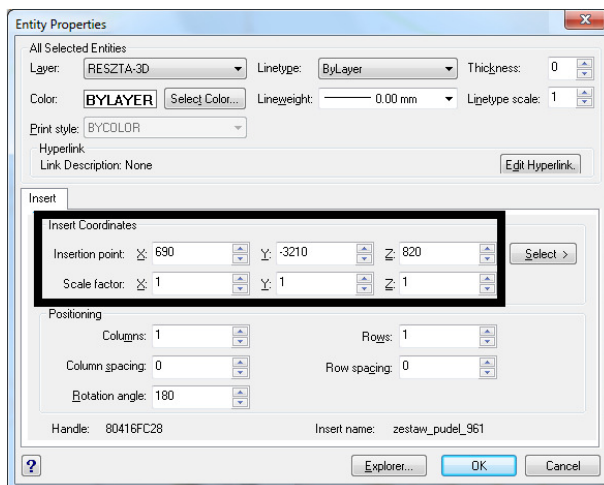 Entity Properties
All Selected Entities
Layer: RESZTA-3D Linetype: ByLayer Thickness: 0
Color: BYLAYER Select Color... Lineweight: 0.00 mm Linetype scale: 1
Print style: BYCOLOR
Hyperlink
Link Description: None Edit Hyperlink.
Insert
Insert Coordinates
Insertion point: X: 690 Y: -3210 Z: 820 Select >
Scale factor: X: 1 Y: 1 Z: 1
Positioning
Columns: 1 Rows: 1
Column spacing: 0 Row spacing: 0
Rotation angle: 180
Handle: 80416FC28 Insert name: zestaw_pudel_961
? Explorer... OK Cancel